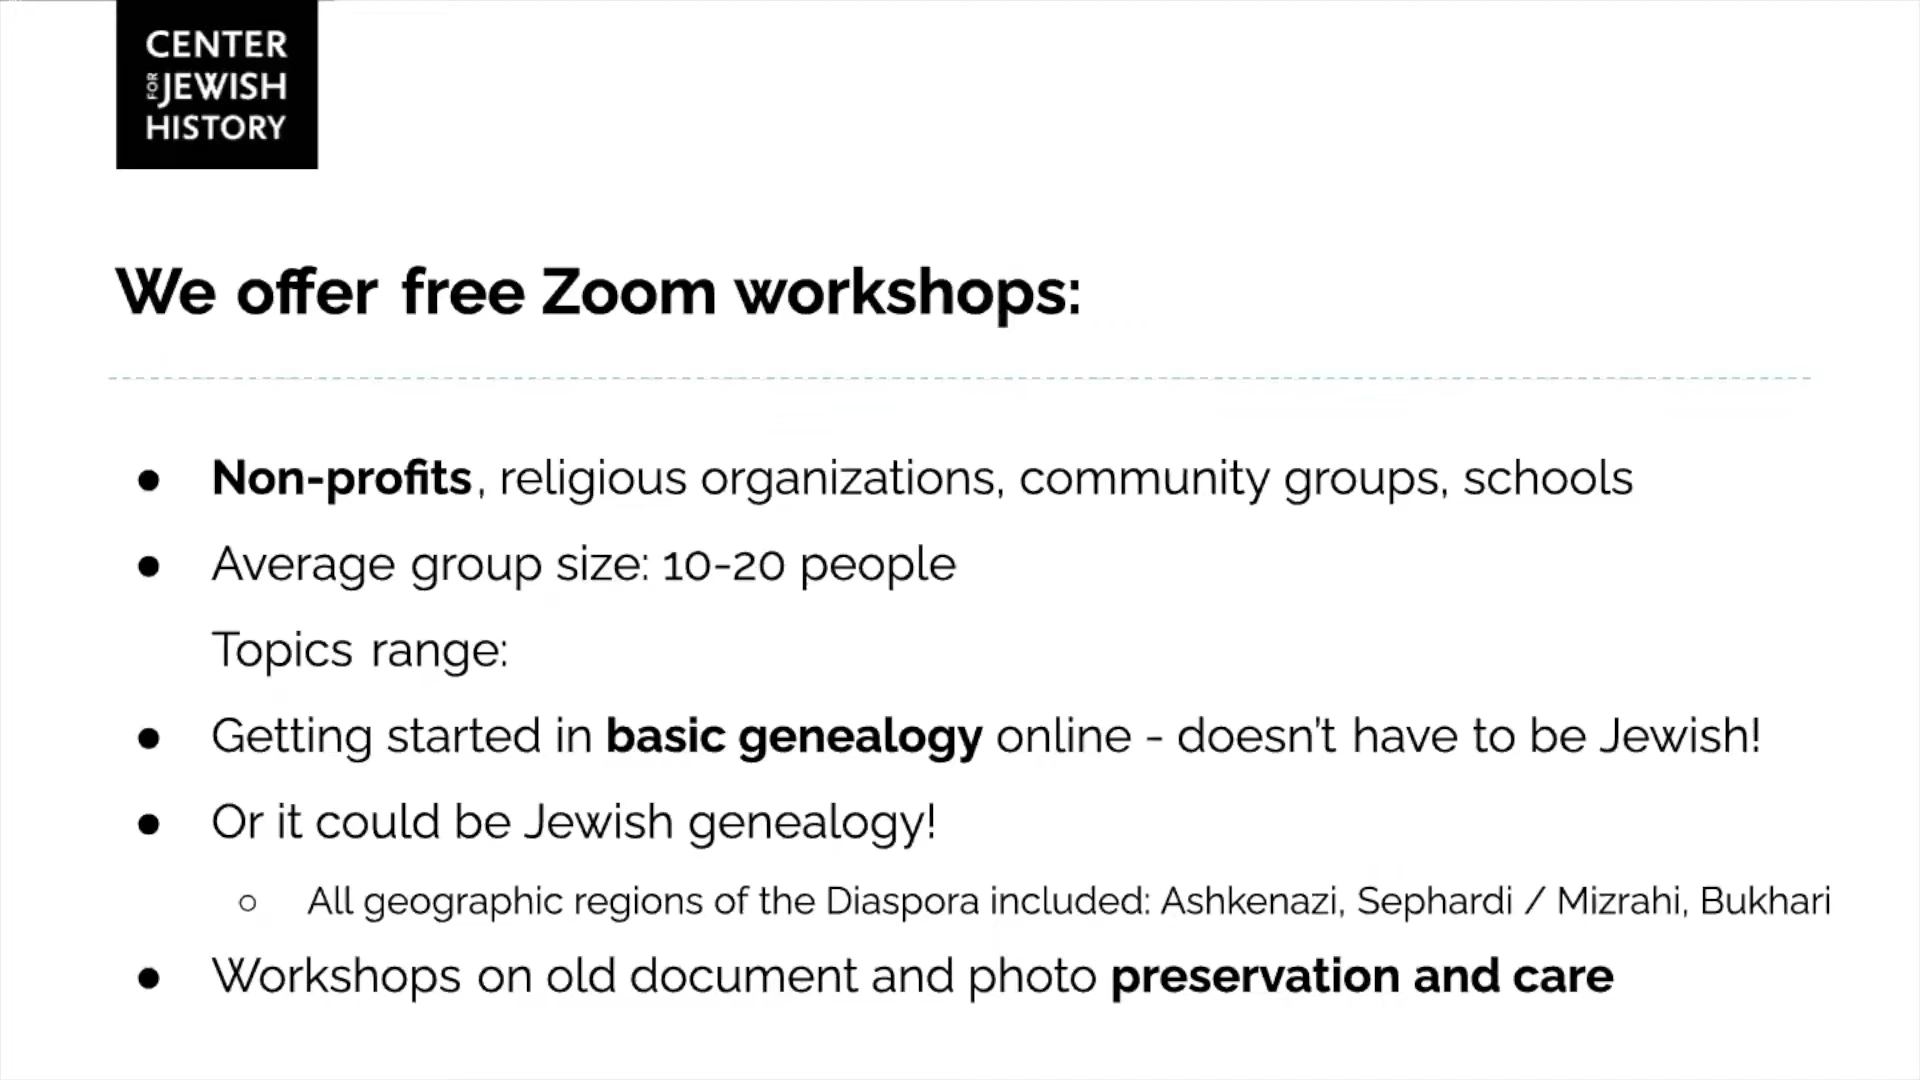 CENTER
FOR JEWISH
HISTORY
We offer free Zoom workshops:
● Non-profits, religious organizations, community groups, schools
● Average group size: 10-20 people
Topics range:
● Getting started in basic genealogy online - doesn't have to be Jewish!
● Or it could be Jewish genealogy!
○ All geographic regions of the Diaspora included: Ashkenazi, Sephardi / Mizrahi, Bukhari
● Workshops on old document and photo preservation and care